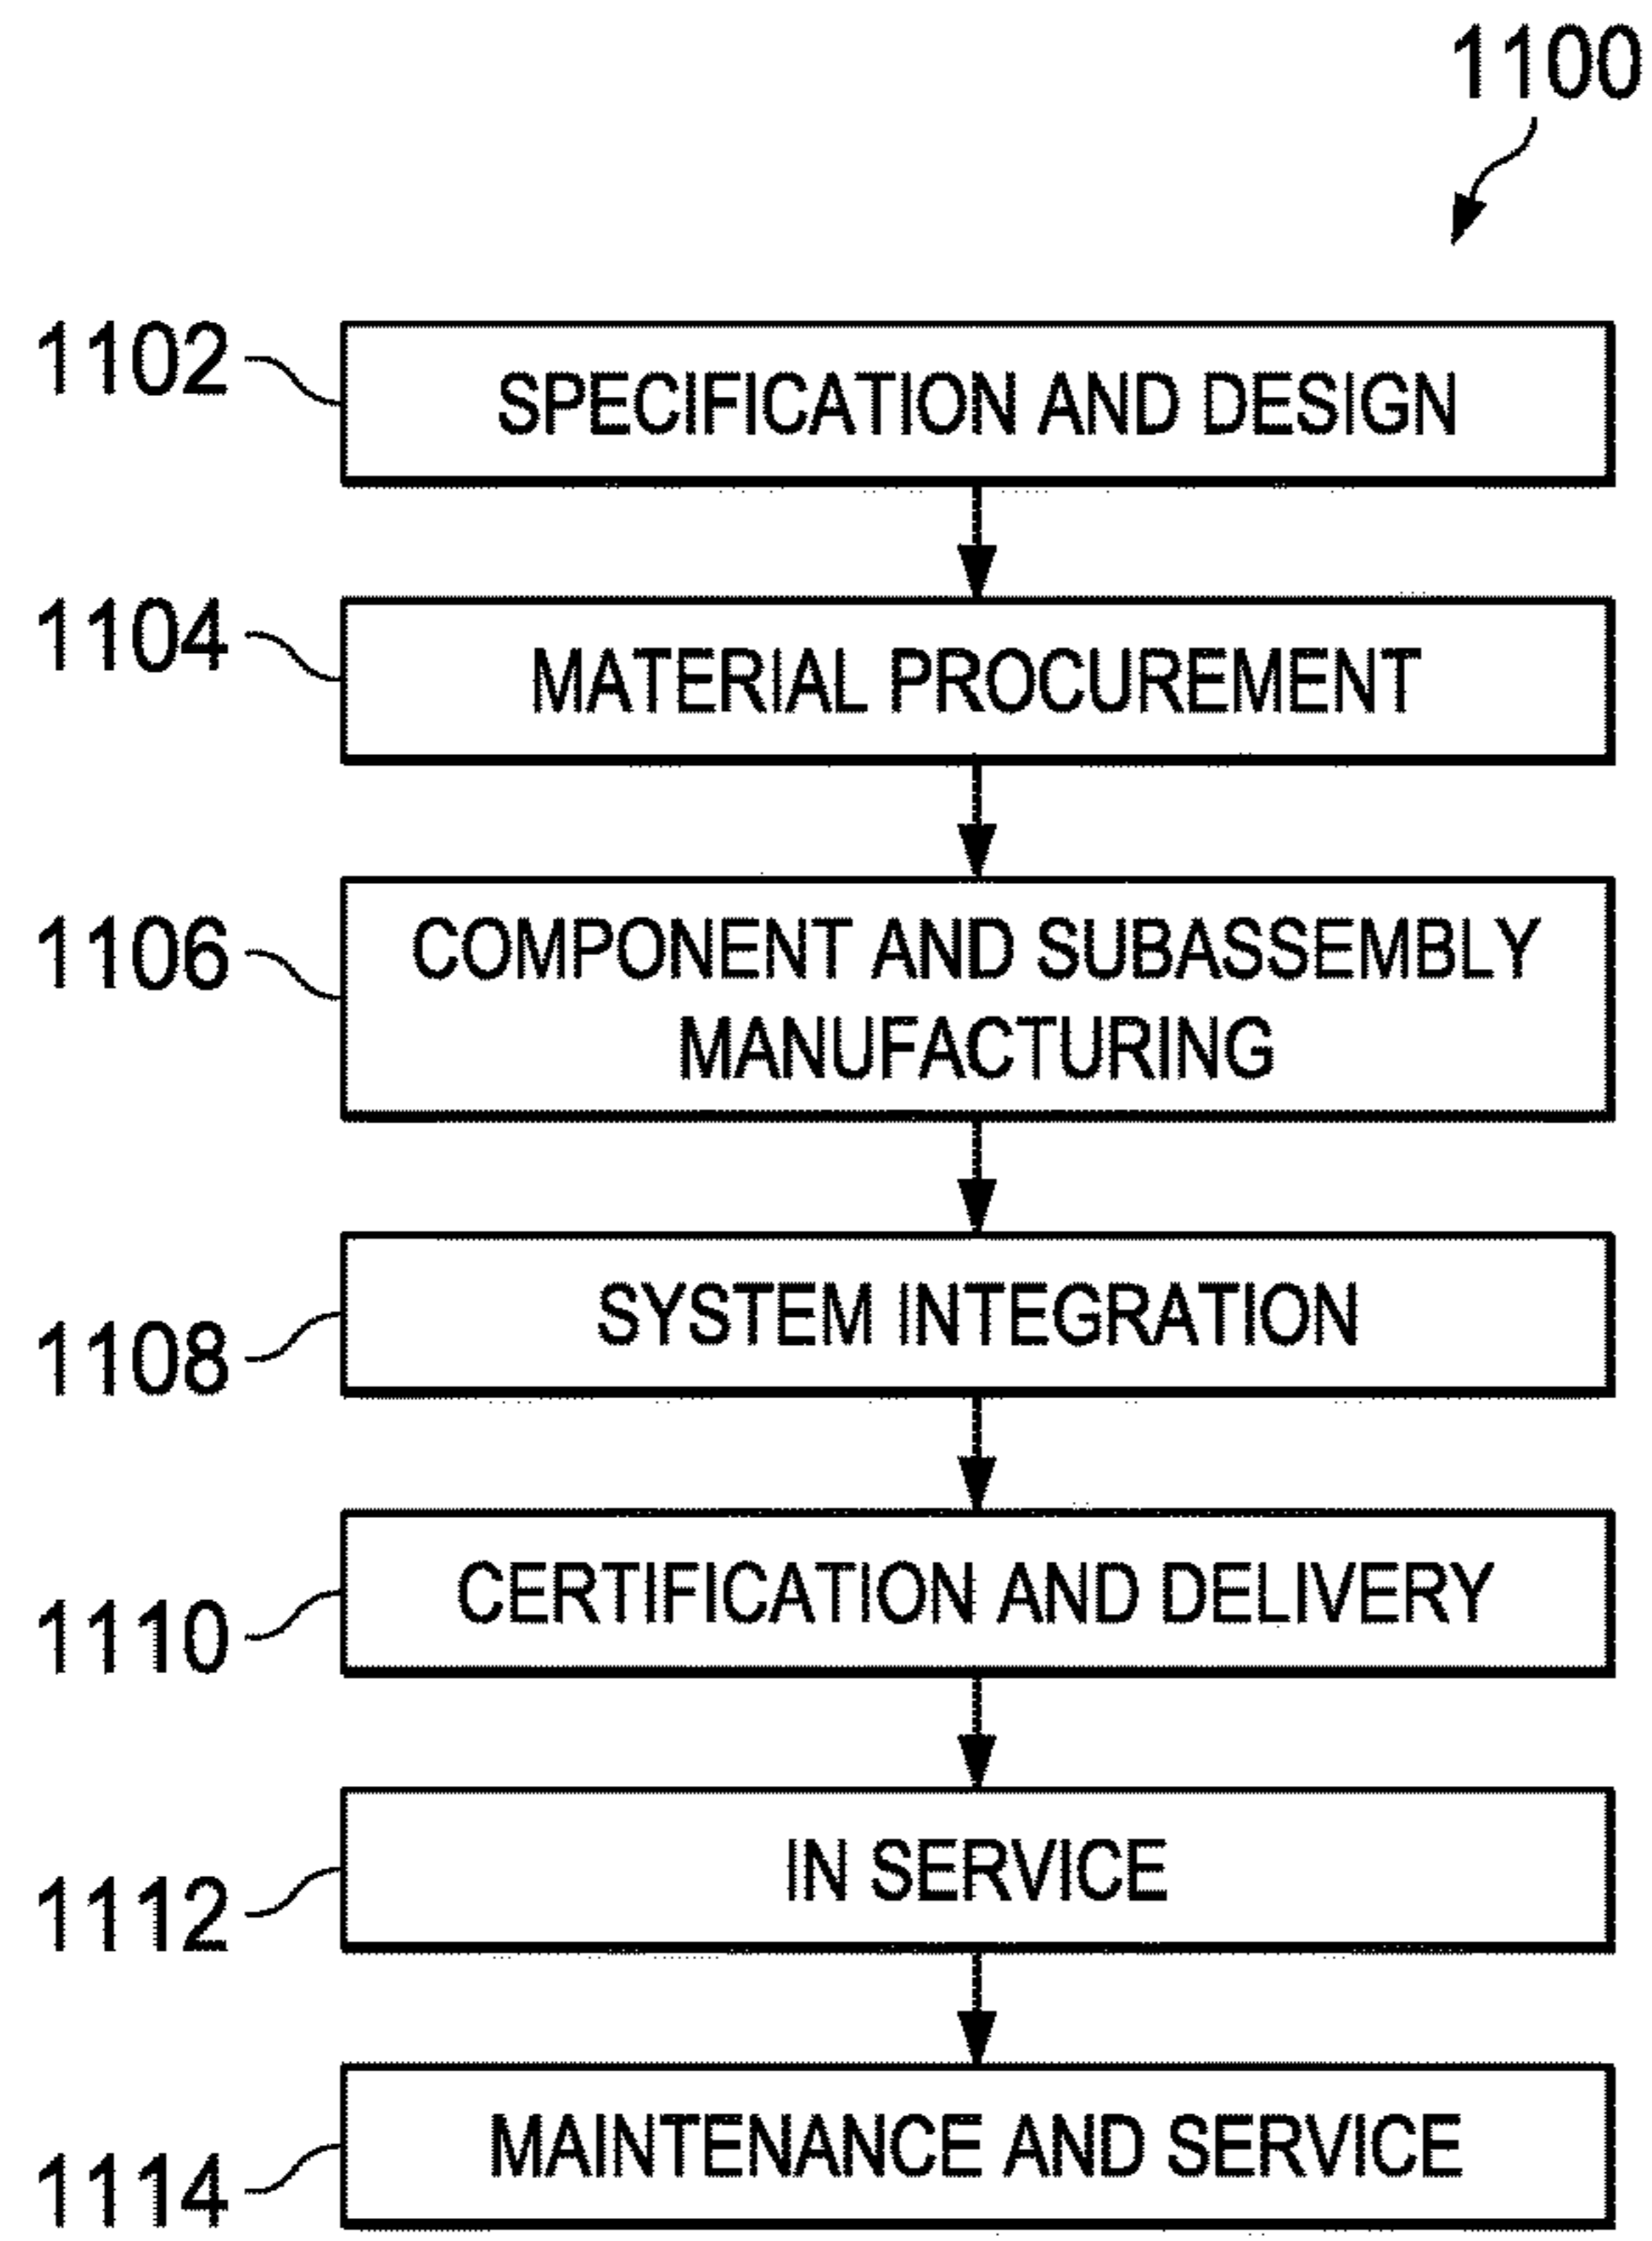 1100
1102
SPECIFICATION AND DESIGN
1104
MATERIAL PROCUREMENT
1106
COMPONENT AND SUBASSEMBLY
MANUFACTURING
1108
SYSTEM INTEGRATION
1110
CERTIFICATION AND DELIVERY
1112
IN SERVICE
1114
MAINTENANCE AND SERVICE